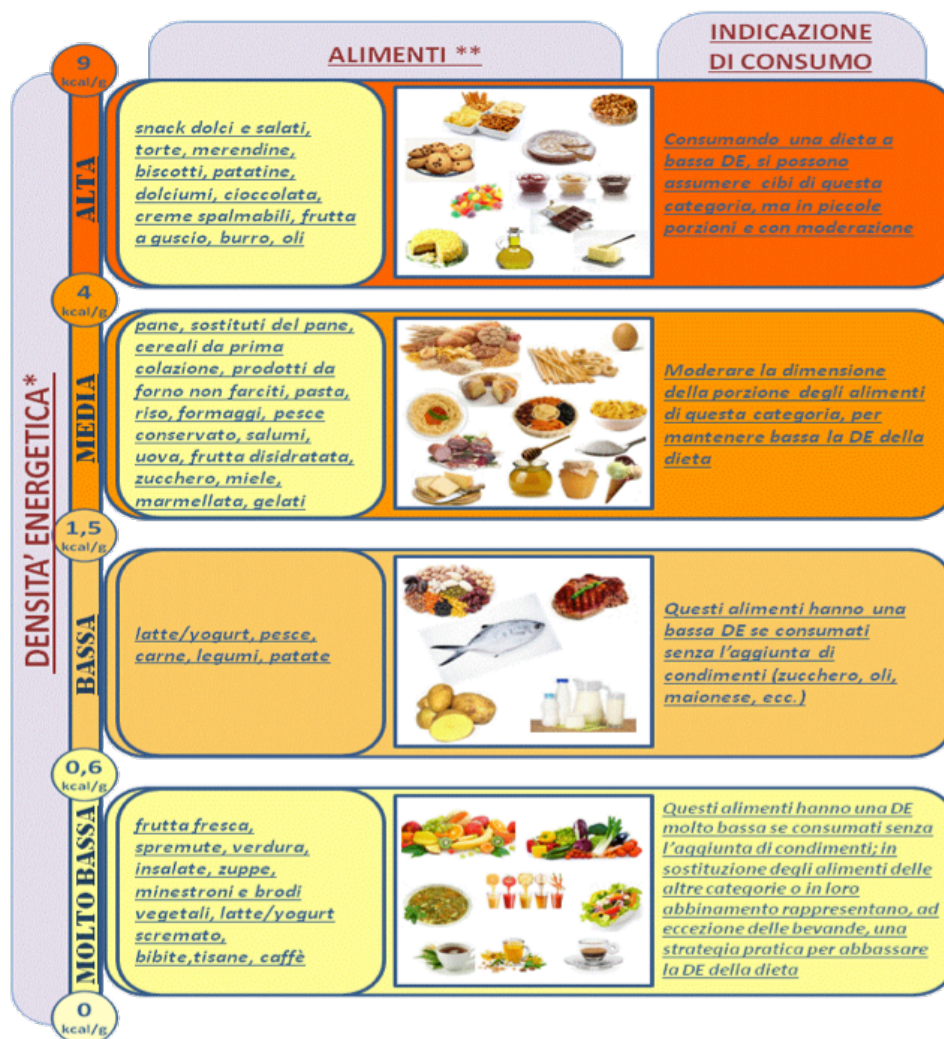 ALIMENTI **
INDICAZIONE
DI CONSUMO
DENSITA' ENERGETICA*
9
kcal/g
ALTA
snack dolci e salati,
torte, merendine,
biscotti, patatine,
dolciumi, cioccolata,
creme spalmabili, frutta
a guscio, burro, oli
Consumando una dieta a
bassa DE, si possono
assumere cibi di questa
categoria, ma in piccole
porzioni e con moderazione
4
kcal/g
MEDIA
pane, sostituti del pane,
cereali da prima
colazione, prodotti da
forno non farciti, pasta,
riso, formaggi, pesce
conservato, salumi,
uova, frutta disidratata,
zucchero, miele,
marmellata, gelati
Moderare la dimensione
della porzione degli alimenti
di questa categoria, per
mantenere bassa la DE della
dieta
1,5
kcal/g
BASSA
latte/yogurt, pesce,
carne, legumi, patate
Questi alimenti hanno una
bassa DE se consumati
senza l'aggiunta di
condimenti (zucchero, oli,
maionese, ecc.)
0,6
kcal/g
MOLTO BASSA
frutta fresca,
spremute, verdura,
insalate, zuppe,
minestroni e brodi
vegetali, latte/yogurt
scremato,
bibite,tisane, caffè
Questi alimenti hanno una DE
molto bassa se consumati senza
l'aggiunta di condimenti; in
sostituzione degli alimenti delle
altre categorie o in loro
abbinamento rappresentano, ad
eccezione delle bevande, una
strategia pratica per abbassare
la DE della dieta
0
kcal/g